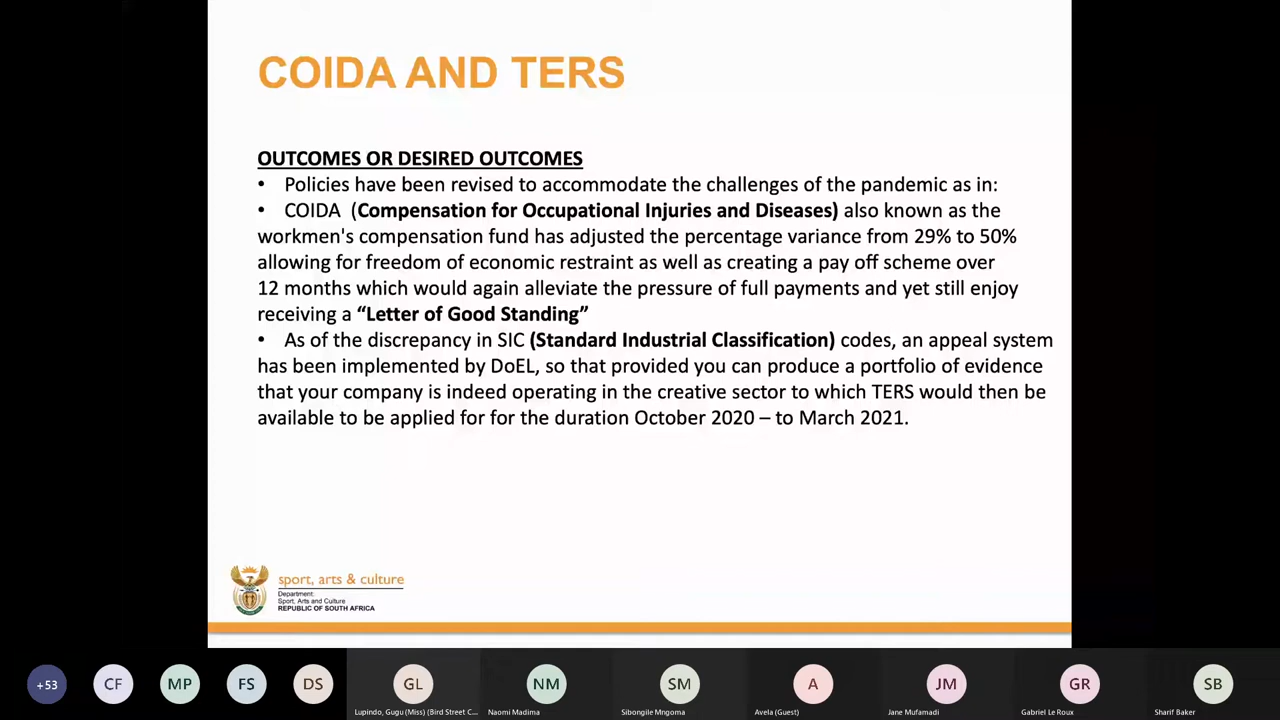 COIDA AND TERS
OUTCOMES OR DESIRED OUTCOMES
• Policies have been revised to accommodate the challenges of the pandemic as in:
• COIDA (Compensation for Occupational Injuries and Diseases) also known as the
workmen's compensation fund has adjusted the percentage variance from 29% to 50%
allowing for freedom of economic restraint as well as creating a pay off scheme over
12 months which would again alleviate the pressure of full payments and yet still enjoy
receiving a “Letter of Good Standing”
• As of the discrepancy in SIC (Standard Industrial Classification) codes, an appeal system
has been implemented by DoEL, so that provided you can produce a portfolio of evidence
that your company is indeed operating in the creative sector to which TERS would then be
available to be applied for for the duration October 2020 – to March 2021.
sport, arts & culture
Department:
Sport, Arts and Culture
REPUBLIC OF SOUTH AFRICA
+53 CF MP FS DS GL NM SM A JM GR SB
Lupindo, Gugu (Miss) (Bird Street C... Naomi Madima Sibongile Mngoma Avela (Guest) Jane Mufamadi Gabriel Le Roux Sharif Baker